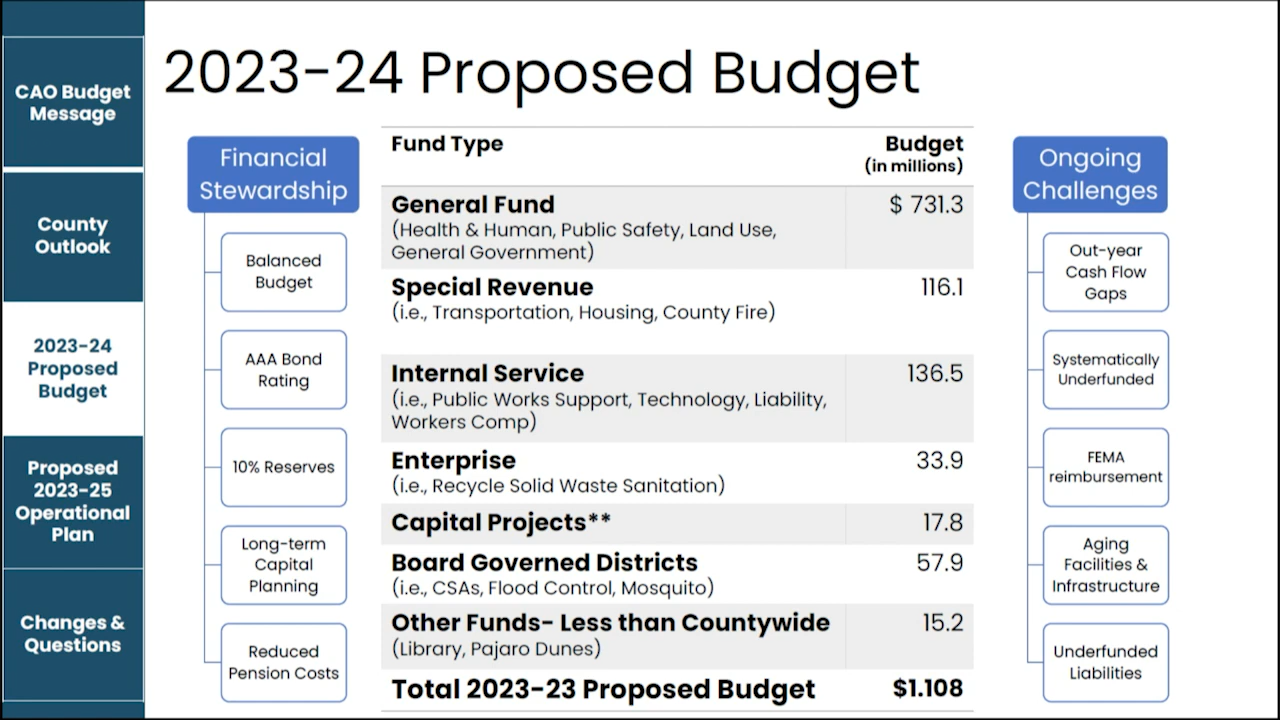 2023-24 Proposed Budget
CAO Budget
Message
County
Outlook
2023-24
Proposed
Budget
Proposed
2023-25
Operational
Plan
Changes &
Questions
Financial
Stewardship
Balanced
Budget
AAA Bond
Rating
10% Reserves
Long-term
Capital
Planning
Reduced
Pension Costs
Fund Type Budget
(in millions)
General Fund $ 731.3
(Health & Human, Public Safety, Land Use,
General Government)
Special Revenue 116.1
(i.e., Transportation, Housing, County Fire)
Internal Service 136.5
(i.e., Public Works Support, Technology, Liability,
Workers Comp)
Enterprise 33.9
(i.e., Recycle Solid Waste Sanitation)
Capital Projects** 17.8
Board Governed Districts 57.9
(i.e., CSAs, Flood Control, Mosquito)
Other Funds- Less than Countywide 15.2
(Library, Pajaro Dunes)
Total 2023-23 Proposed Budget $1.108
Ongoing
Challenges
Out-year
Cash Flow
Gaps
Systematically
Underfunded
FEMA
reimbursement
Aging
Facilities &
Infrastructure
Underfunded
Liabilities